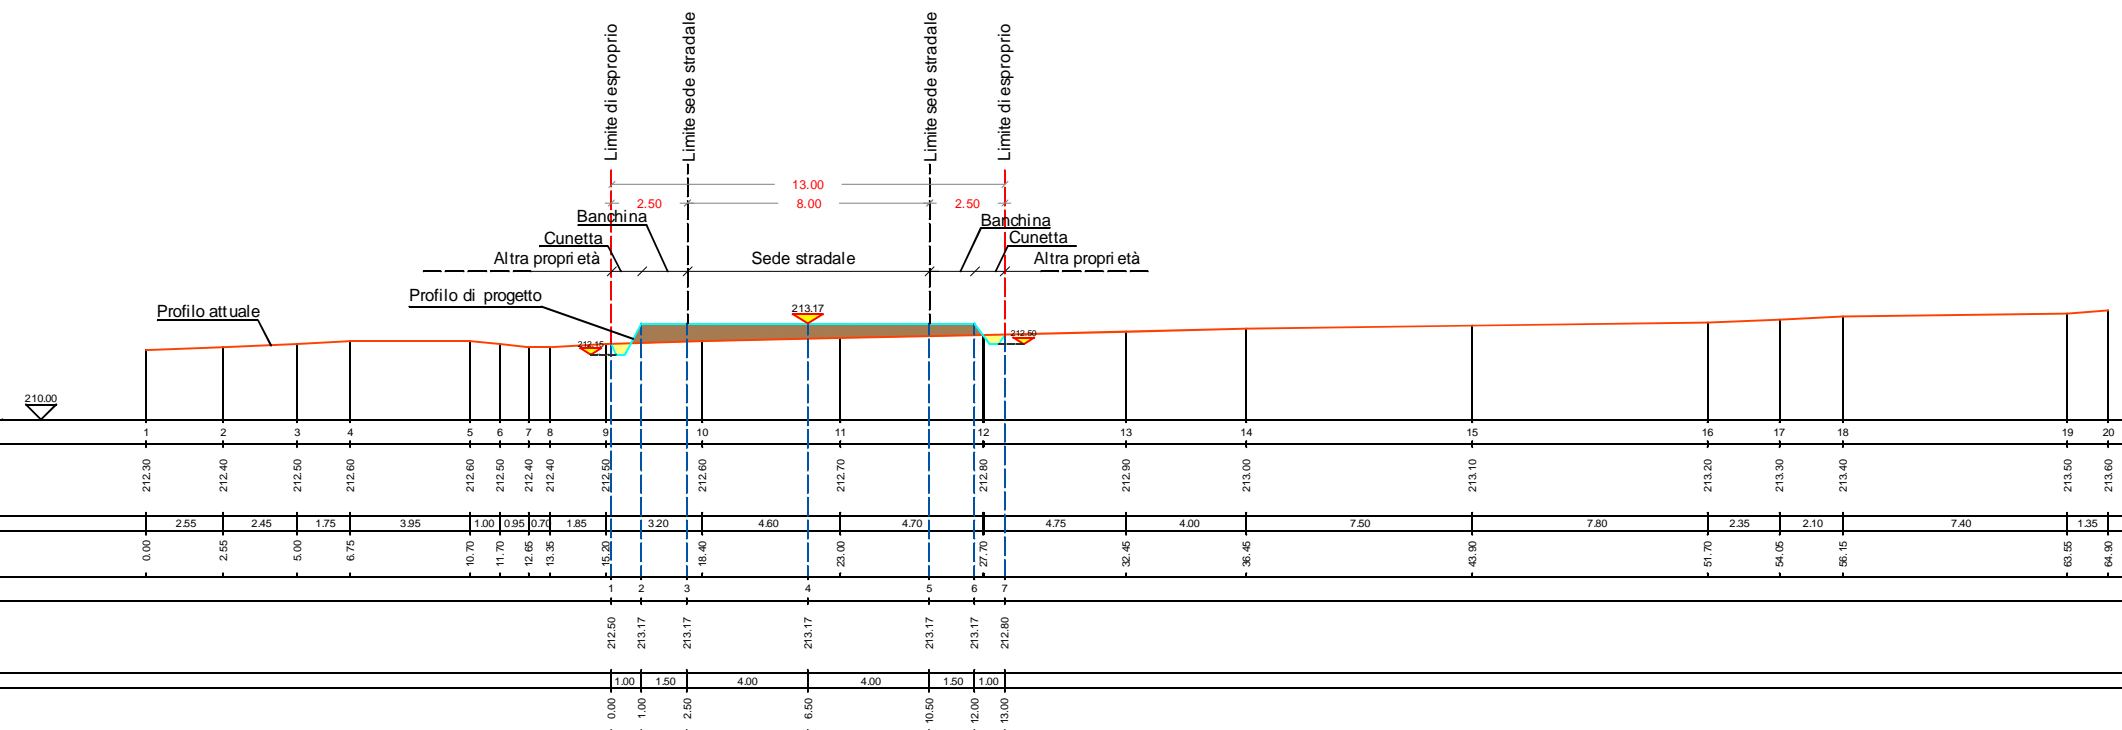 Limite di esproprio
Limite sede stradale
Limite sede stradale
Limite di esproprio
13.00
2.50
8.00
2.50
Banchina
Banchina
Cunetta
Cunetta
Altra proprietà
Sede stradale
Altra proprietà
Profilo di progetto
Profilo attuale
213.17
212.15
212.50
210.00
1 2 3 4 5 6 7 8 9 10 11 12 13 14 15 16 17 18 19 20
212.30 212.40 212.50 212.60 212.60 212.50 212.40 212.40 212.50 212.60 212.70 212.80 212.90 213.00 213.10 213.20 213.30 213.40 213.50 213.60
2.55 2.45 1.75 3.95 1.00 0.95 0.70 1.85 3.20 4.60 4.70 4.75 4.00 7.50 7.80 2.35 2.10 7.40 1.35
0.00 2.55 5.00 6.75 10.70 11.70 12.65 13.35 15.20 18.40 23.00 27.70 32.45 36.45 43.90 51.70 54.05 56.15 63.55 64.90
1 2 3 4 5 6 7
212.50 213.17 213.17 213.17 213.17 213.17 212.80
1.00 1.50 4.00 4.00 1.50 1.00
0.00 1.00 2.50 6.50 10.50 12.00 13.00